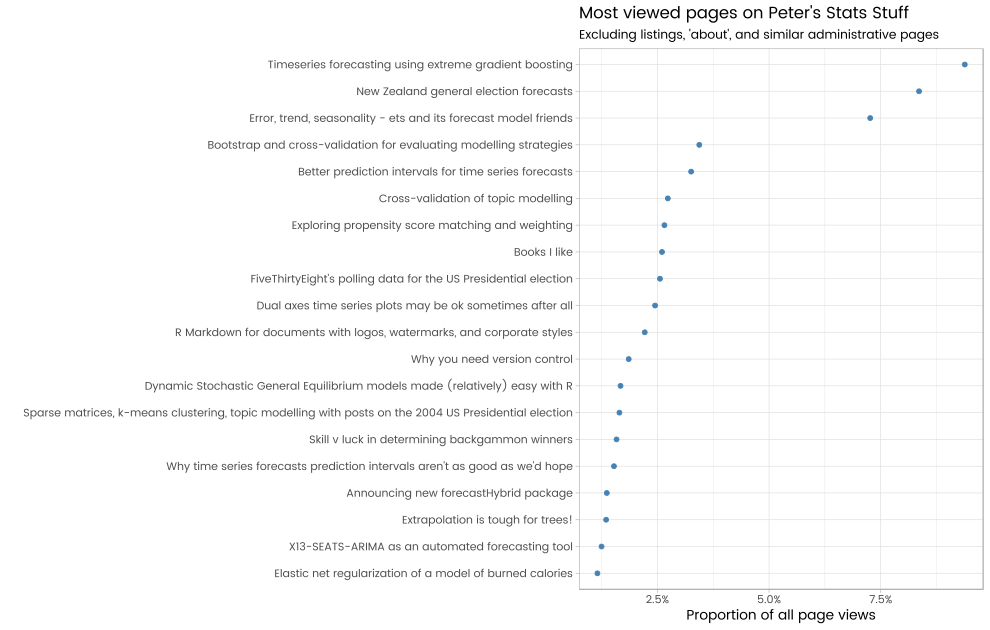 Most viewed pages on Peter's Stats Stuff
Excluding listings, 'about', and similar administrative pages
Timeseries forecasting using extreme gradient boosting
New Zealand general election forecasts
Error, trend, seasonality - ets and its forecast model friends
Bootstrap and cross-validation for evaluating modelling strategies
Better prediction intervals for time series forecasts
Cross-validation of topic modelling
Exploring propensity score matching and weighting
Books I like
FiveThirtyEight's polling data for the US Presidential election
Dual axes time series plots may be ok sometimes after all
R Markdown for documents with logos, watermarks, and corporate styles
Why you need version control
Dynamic Stochastic General Equilibrium models made (relatively) easy with R
Sparse matrices, k-means clustering, topic modelling with posts on the 2004 US Presidential election
Skill v luck in determining backgammon winners
Why time series forecasts prediction intervals aren't as good as we'd hope
Announcing new forecastHybrid package
Extrapolation is tough for trees!
X13-SEATS-ARIMA as an automated forecasting tool
Elastic net regularization of a model of burned calories
2.5% 5.0% 7.5%
Proportion of all page views